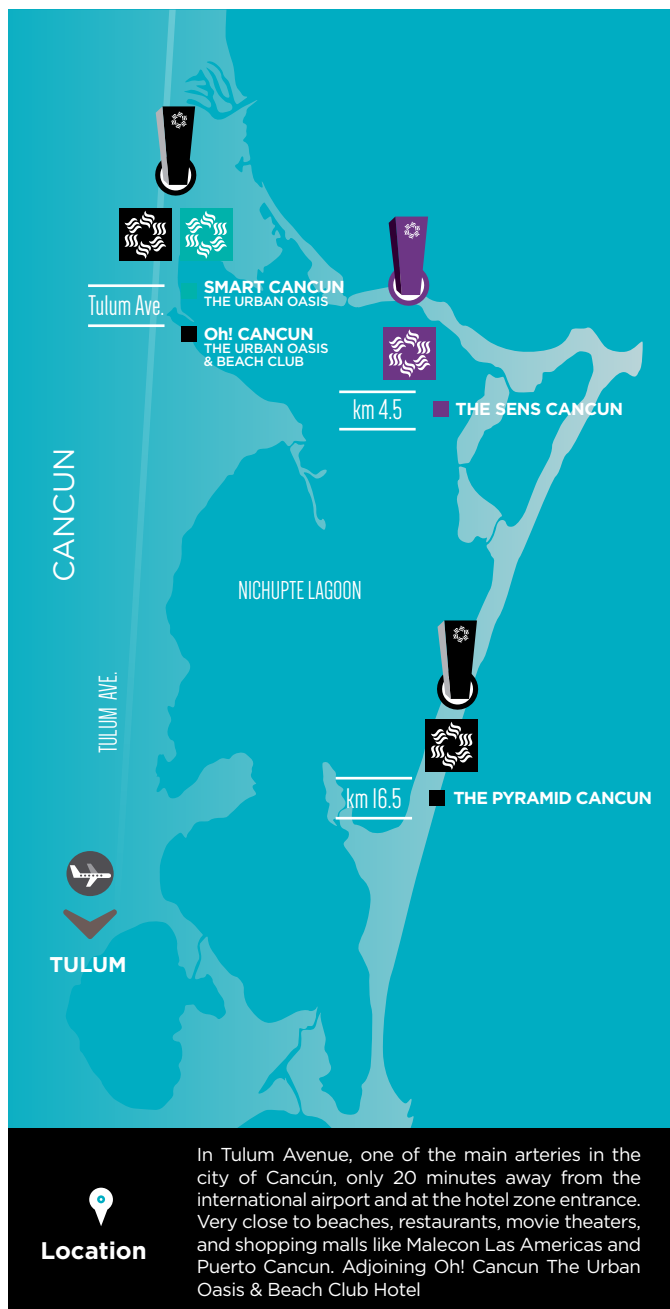 SMART CANCUN
THE URBAN OASIS
Tulum Ave.
Oh! CANCUN
THE URBAN OASIS
& BEACH CLUB
km 4.5
THE SENS CANCUN
CANCUN
NICHUPTE LAGOON
TULUM AVE.
km 16.5
THE PYRAMID CANCUN
TULUM
Location
In Tulum Avenue, one of the main arteries in the
city of Cancún, only 20 minutes away from the
international airport and at the hotel zone entrance.
Very close to beaches, restaurants, movie theaters,
and shopping malls like Malecon Las Americas and
Puerto Cancun. Adjoining Oh! Cancun The Urban
Oasis & Beach Club Hotel